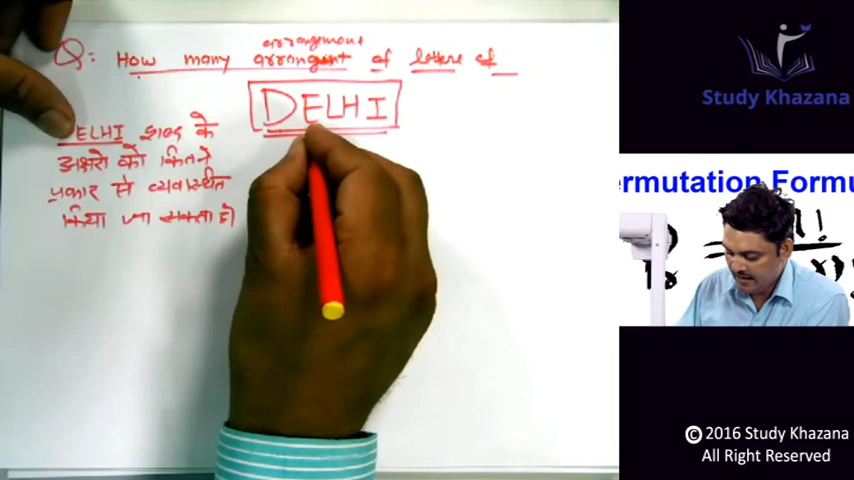 arrangement
Q: How many arrangment of letters of
DELHI
DELHI शब्द के
अक्षरो को कितने
प्रकार से व्यवस्थित
किया जा सकता है
Study Khazana
ermutation Formu
© 2016 Study Khazana
All Right Reserved